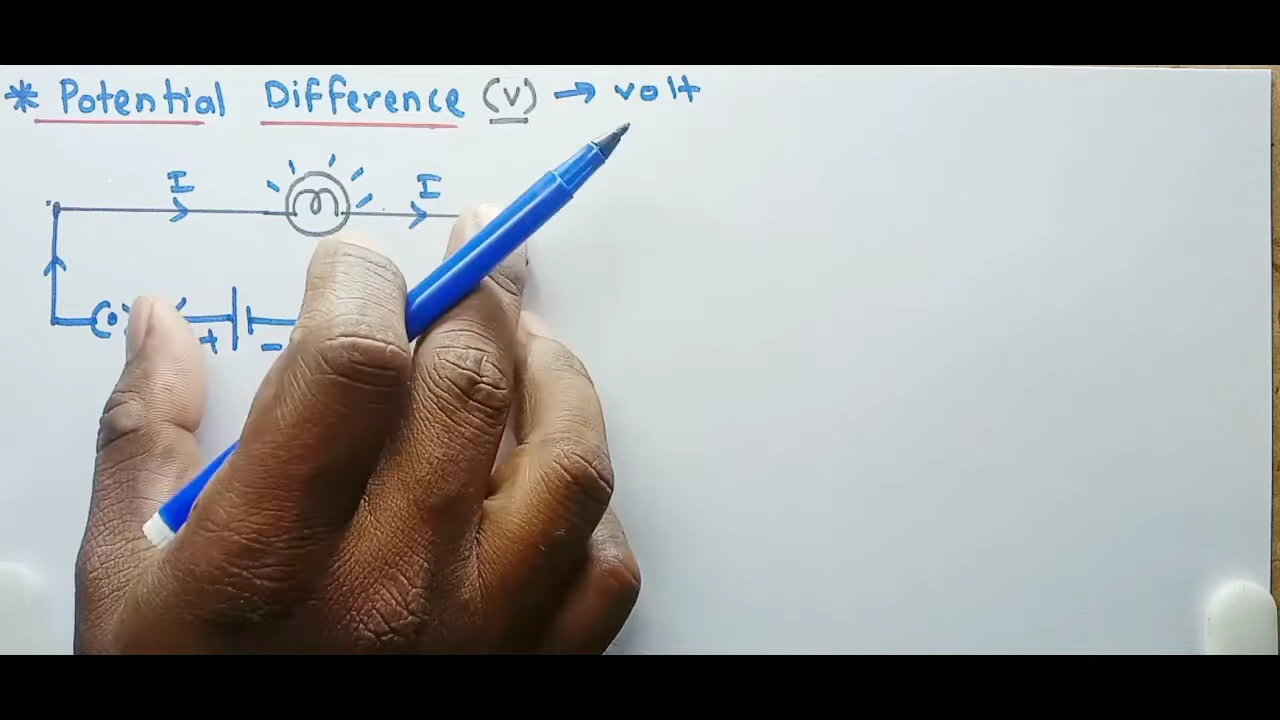 * Potential Difference (V) → volt
I I
+ -